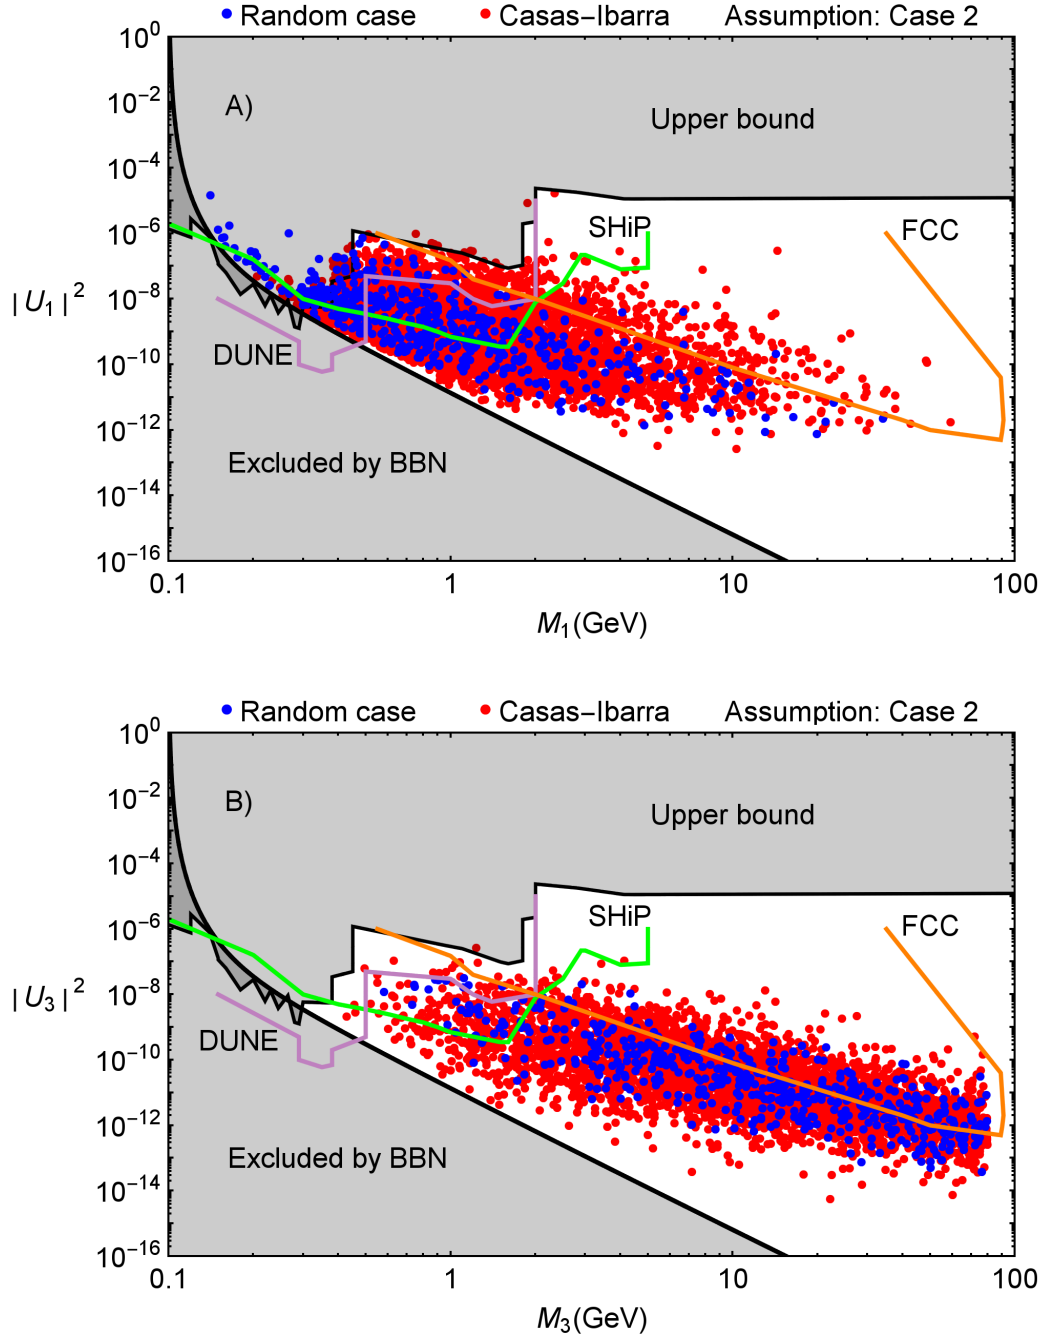 Random case Casas−Ibarra Assumption: Case 2
10^0
A)
Upper bound
10^−2
10^−4
SHiP FCC
10^−6
|U_1|^2
10^−8
DUNE
10^−10
10^−12
Excluded by BBN
10^−14
10^−16
0.1 1 10 100
M_1(GeV)
Random case Casas−Ibarra Assumption: Case 2
10^0
B)
Upper bound
10^−2
10^−4
SHiP FCC
10^−6
|U_3|^2
10^−8
DUNE
10^−10
10^−12
Excluded by BBN
10^−14
10^−16
0.1 1 10 100
M_3(GeV)